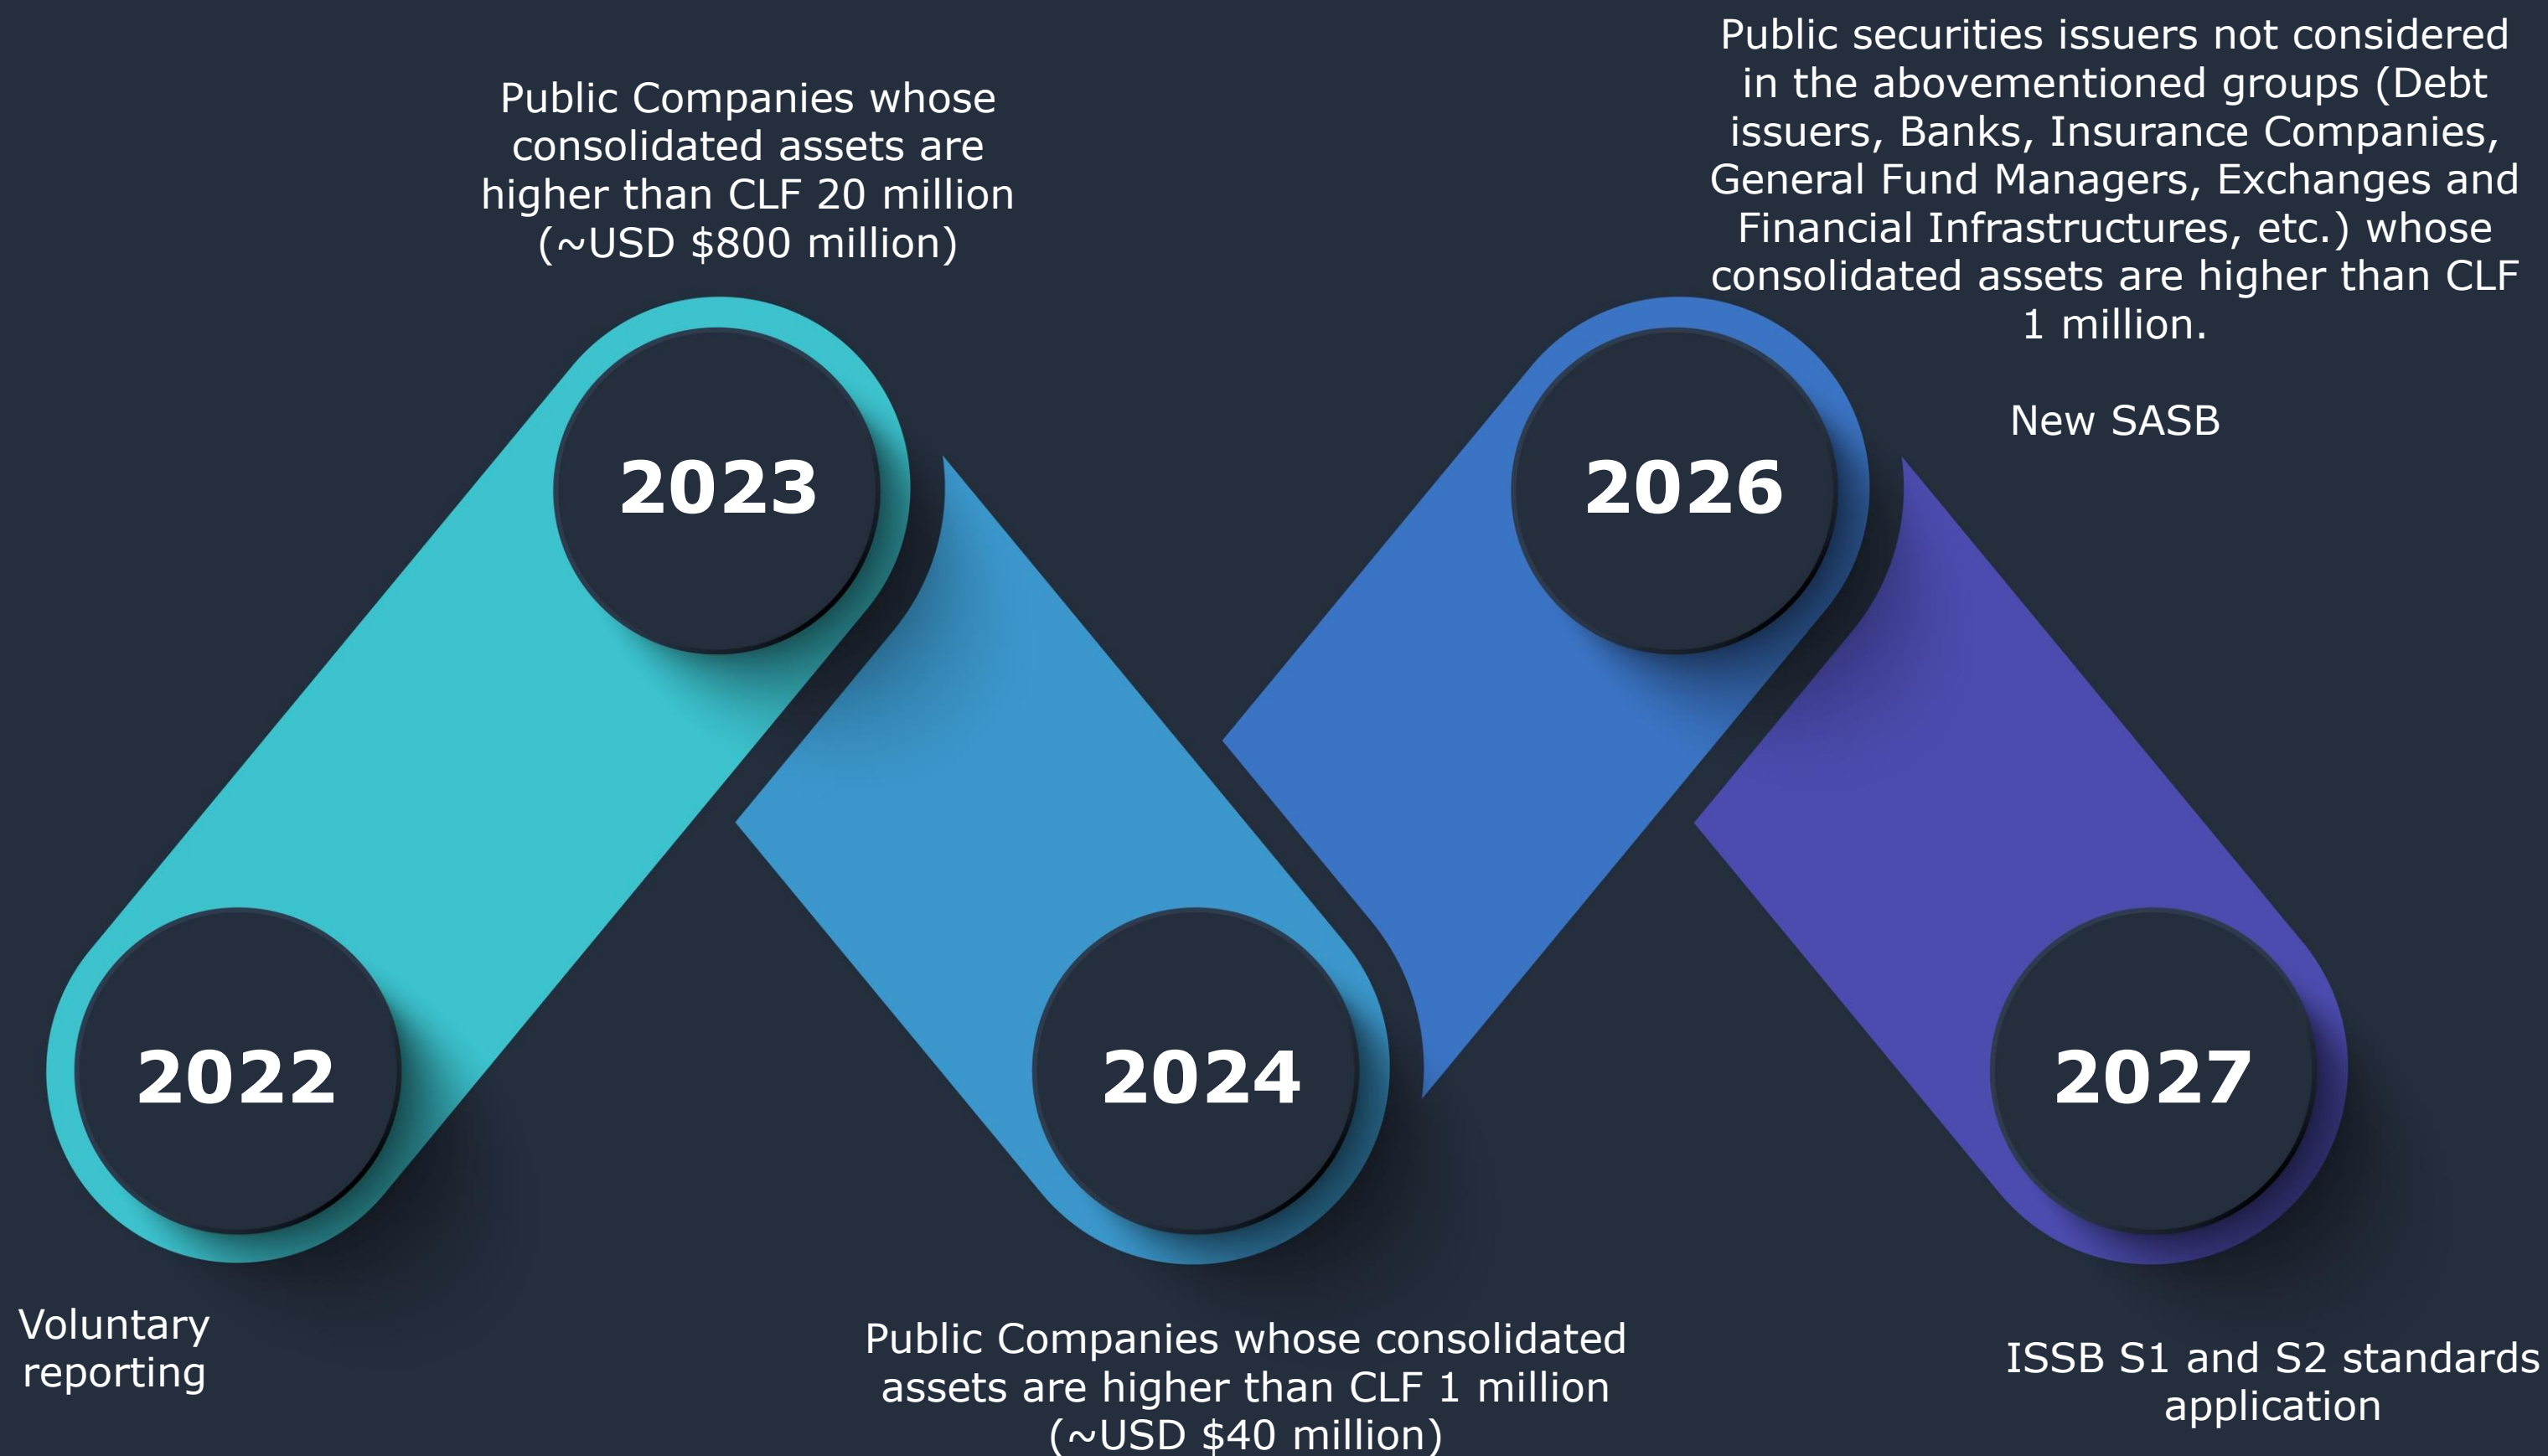 2022
Voluntary
reporting
Public Companies whose
consolidated assets are
higher than CLF 20 million
(~USD $800 million)
2023
2024
Public Companies whose consolidated
assets are higher than CLF 1 million
(~USD $40 million)
Public securities issuers not considered
in the abovementioned groups (Debt
issuers, Banks, Insurance Companies,
General Fund Managers, Exchanges and
Financial Infrastructures, etc.) whose
consolidated assets are higher than CLF
1 million.
New SASB
2026
2027
ISSB S1 and S2 standards
application